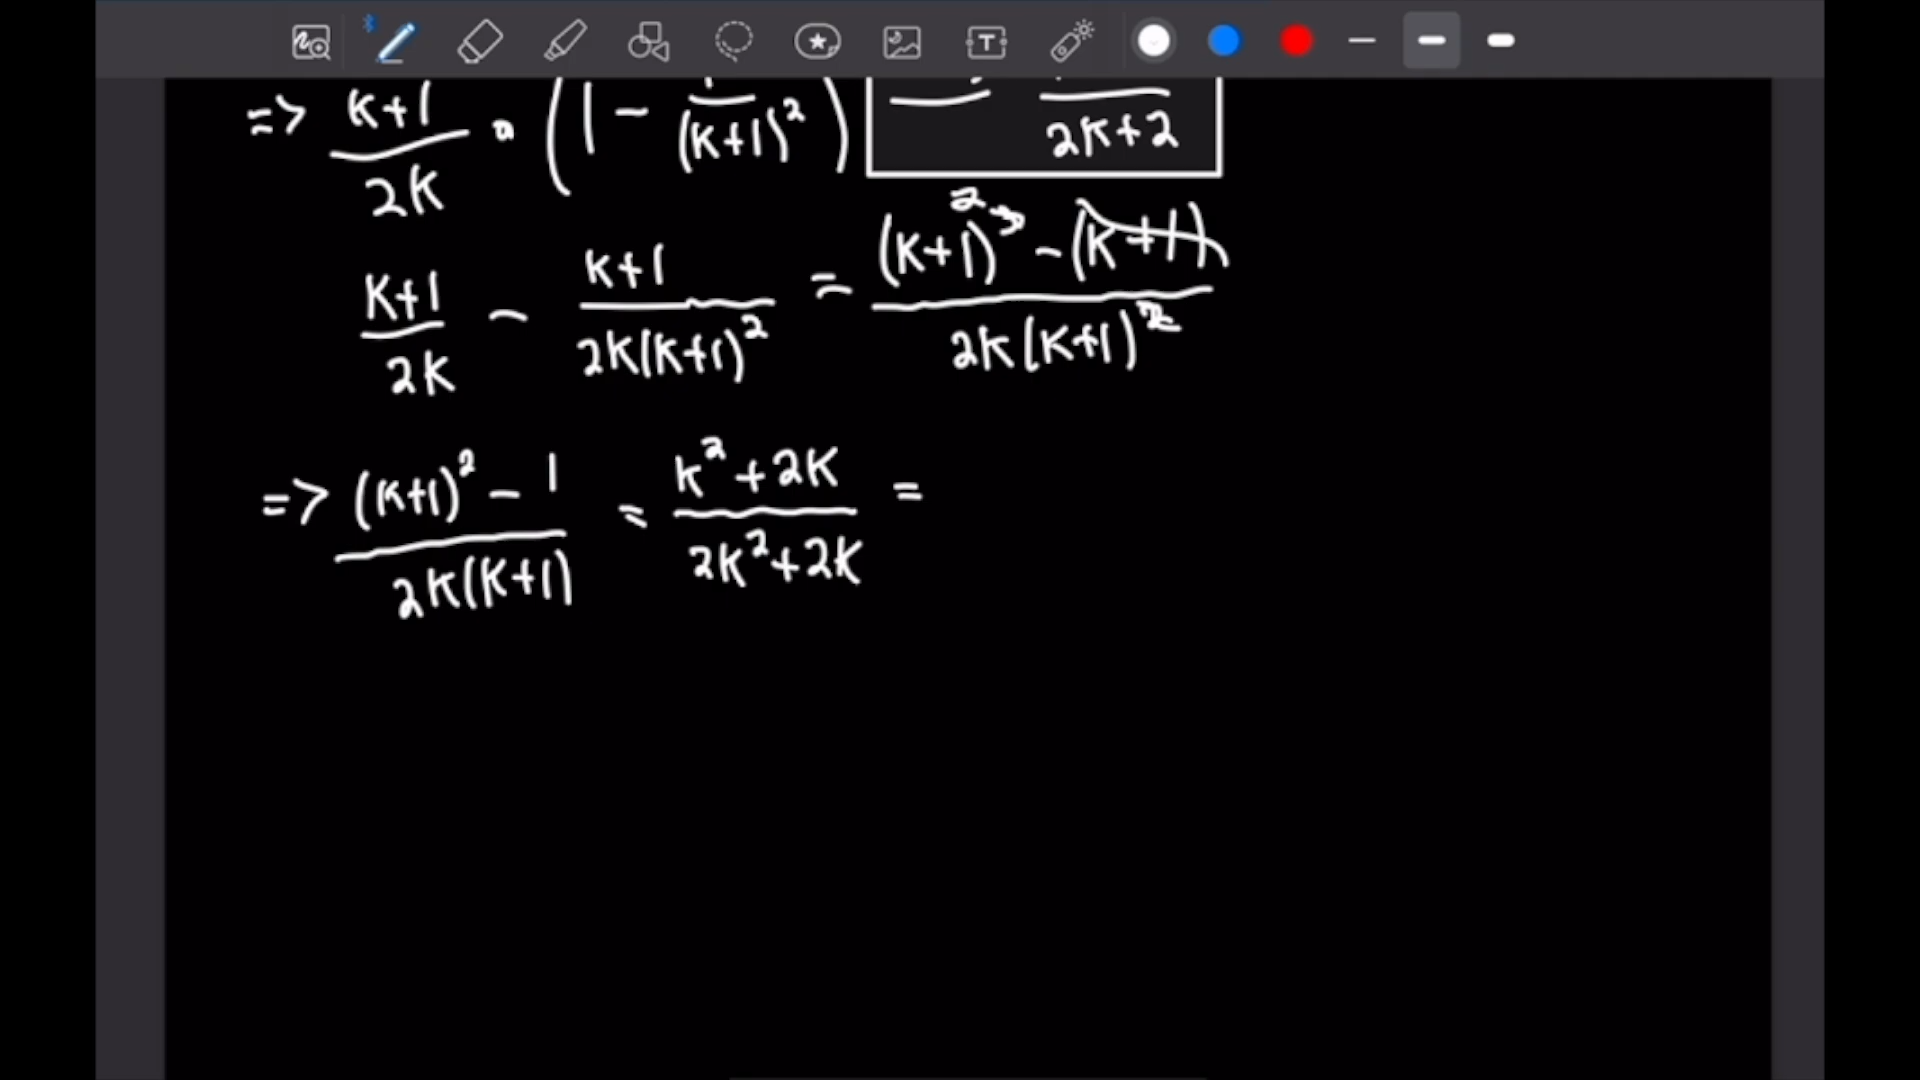 => K+1/2K · (1 - 1/(K+1)²) 2K+2
K+1/2K - K+1/2K(K+1)² = (K+1)³ ² - (K+1)/2K(K+1)²
=> (K+1)² - 1/2K(K+1) = K²+2K/2K²+2K =